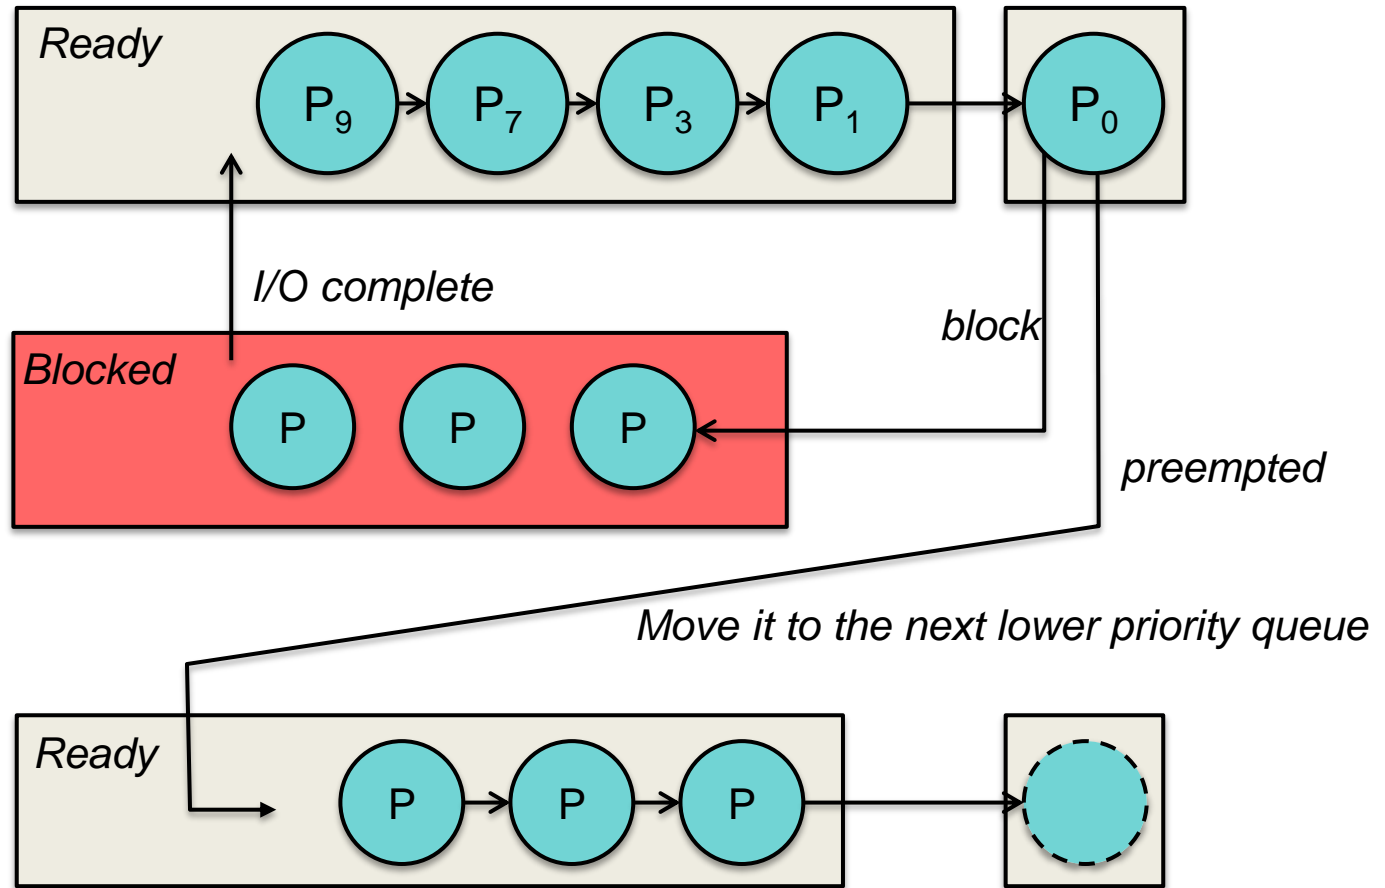 Ready
P₉ P₇ P₃ P₁ P₀
I/O complete
block
Blocked
P P P
preempted
Move it to the next lower priority queue
Ready
P P P